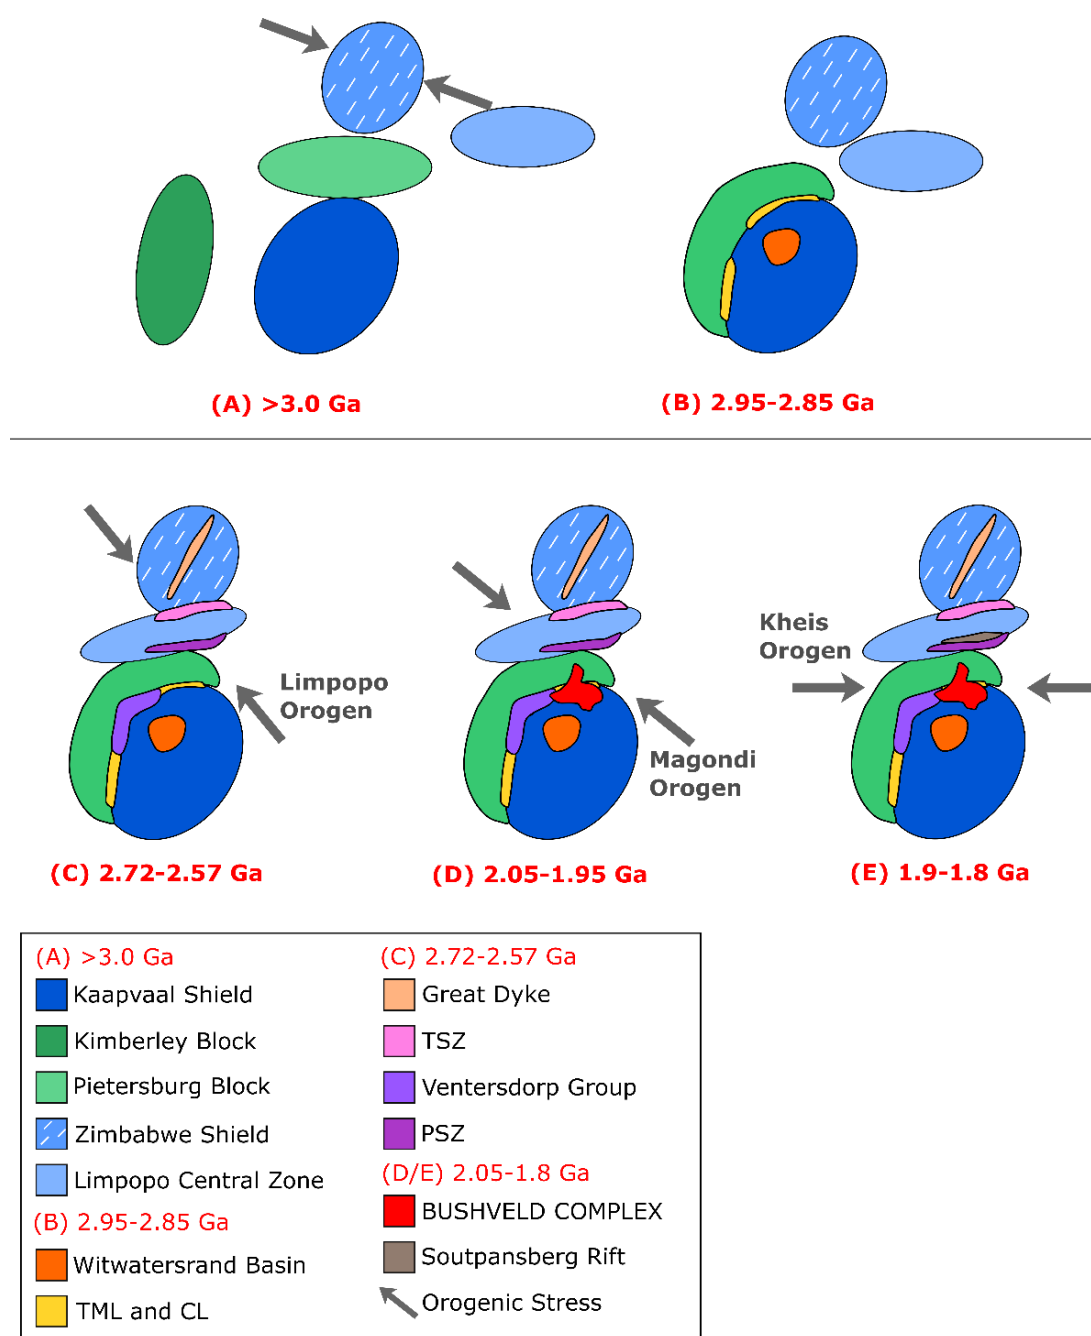 (A) >3.0 Ga
(B) 2.95-2.85 Ga
Limpopo
Orogen
(C) 2.72-2.57 Ga
Magondi
Orogen
(D) 2.05-1.95 Ga
Kheis
Orogen
(E) 1.9-1.8 Ga
(A) >3.0 Ga
Kaapvaal Shield
Kimberley Block
Pietersburg Block
Zimbabwe Shield
Limpopo Central Zone
(B) 2.95-2.85 Ga
Witwatersrand Basin
TML and CL
(C) 2.72-2.57 Ga
Great Dyke
TSZ
Ventersdorp Group
PSZ
(D/E) 2.05-1.8 Ga
BUSHVELD COMPLEX
Soutpansberg Rift
Orogenic Stress